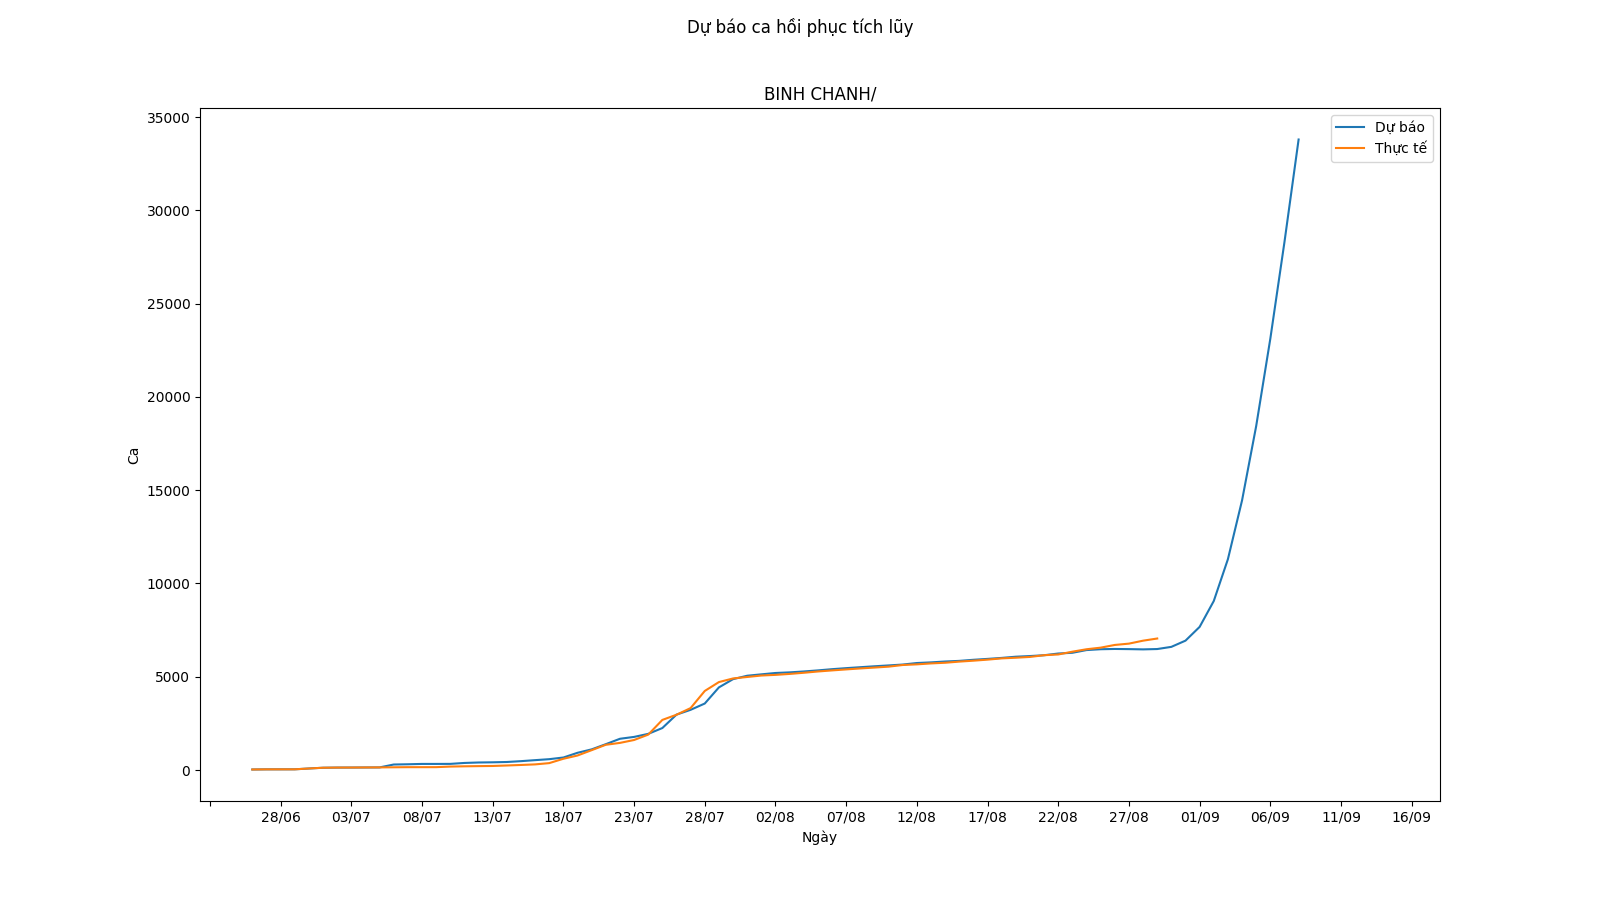 Dự báo ca hồi phục tích lũy
BINH CHANH/
35000
30000
25000
20000
15000
10000
5000
0
Ca
Dự báo
Thực tế
28/06 03/07 08/07 13/07 18/07 23/07 28/07 02/08 07/08 12/08 17/08 22/08 27/08 01/09 06/09 11/09 16/09
Ngày